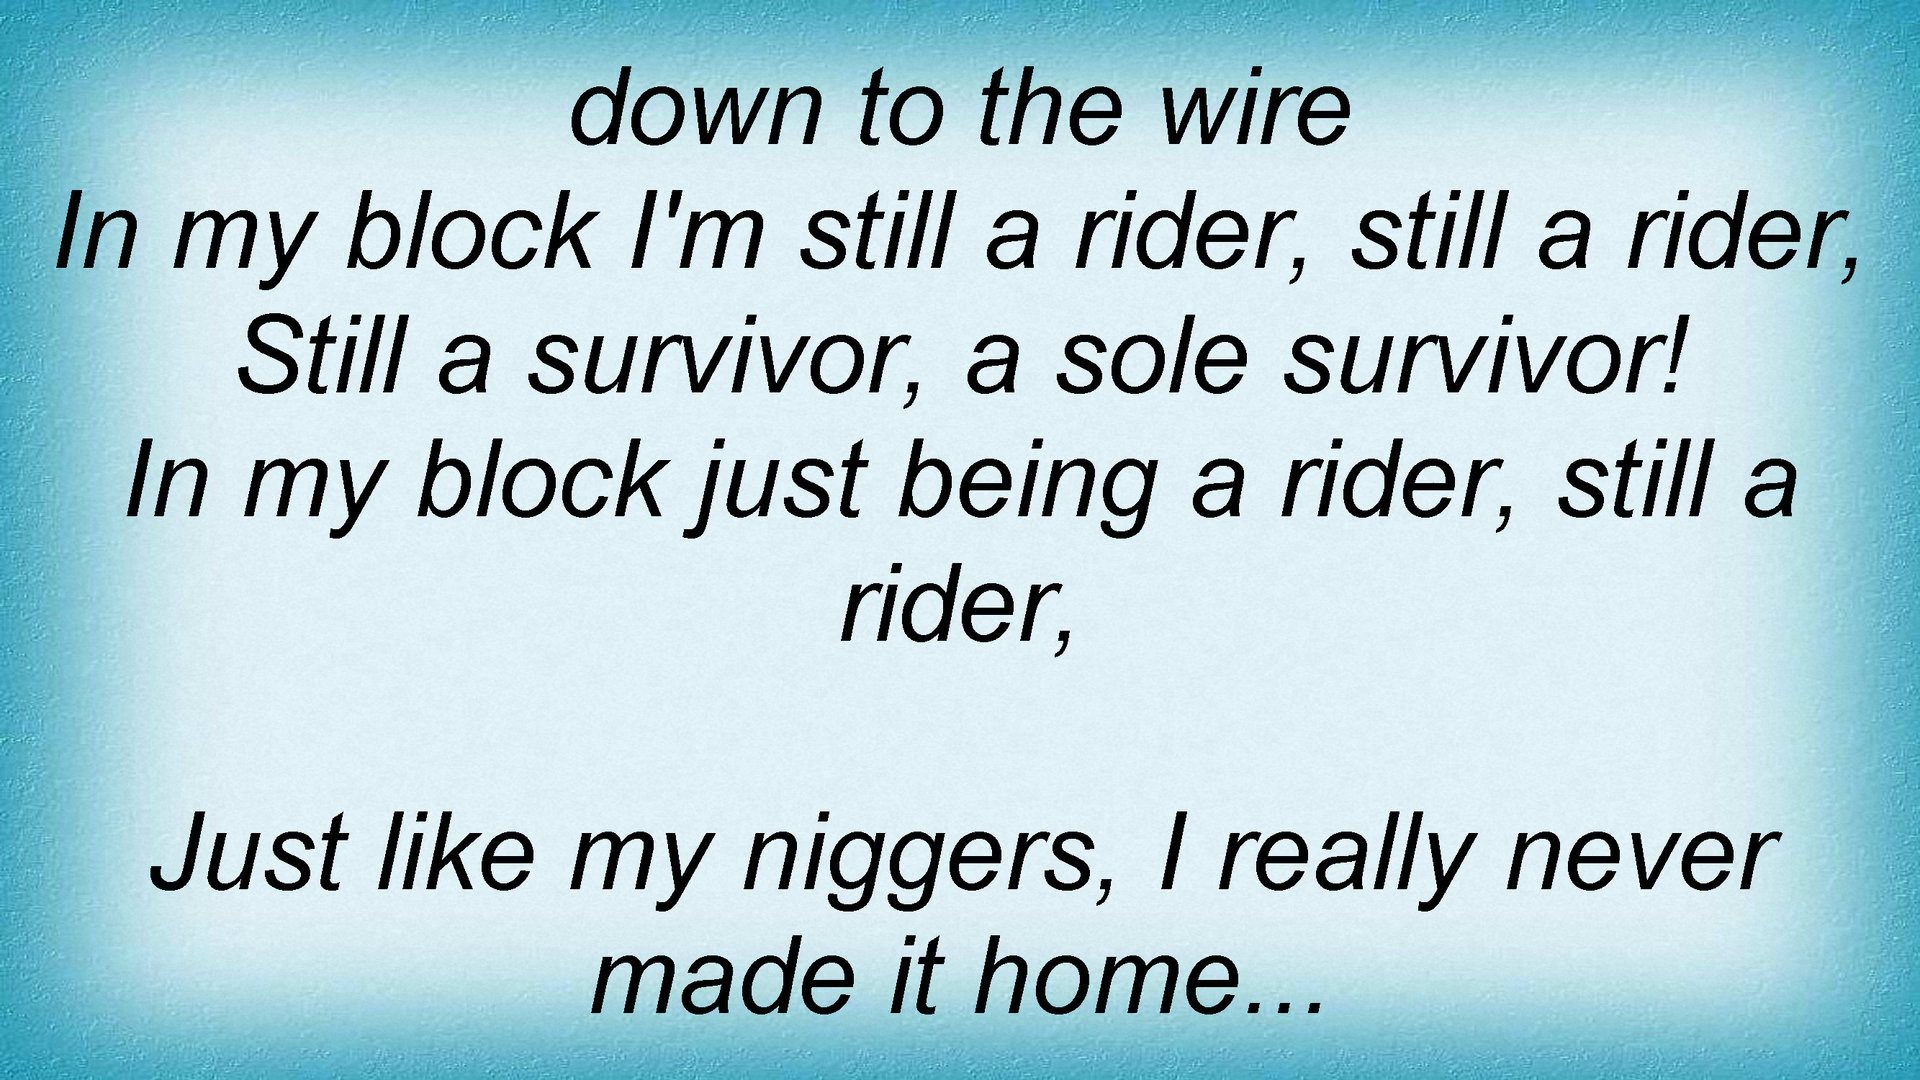 down to the wire
In my block I'm still a rider, still a rider,
Still a survivor, a sole survivor!
In my block just being a rider, still a
rider,
Just like my niggers, I really never
made it home...